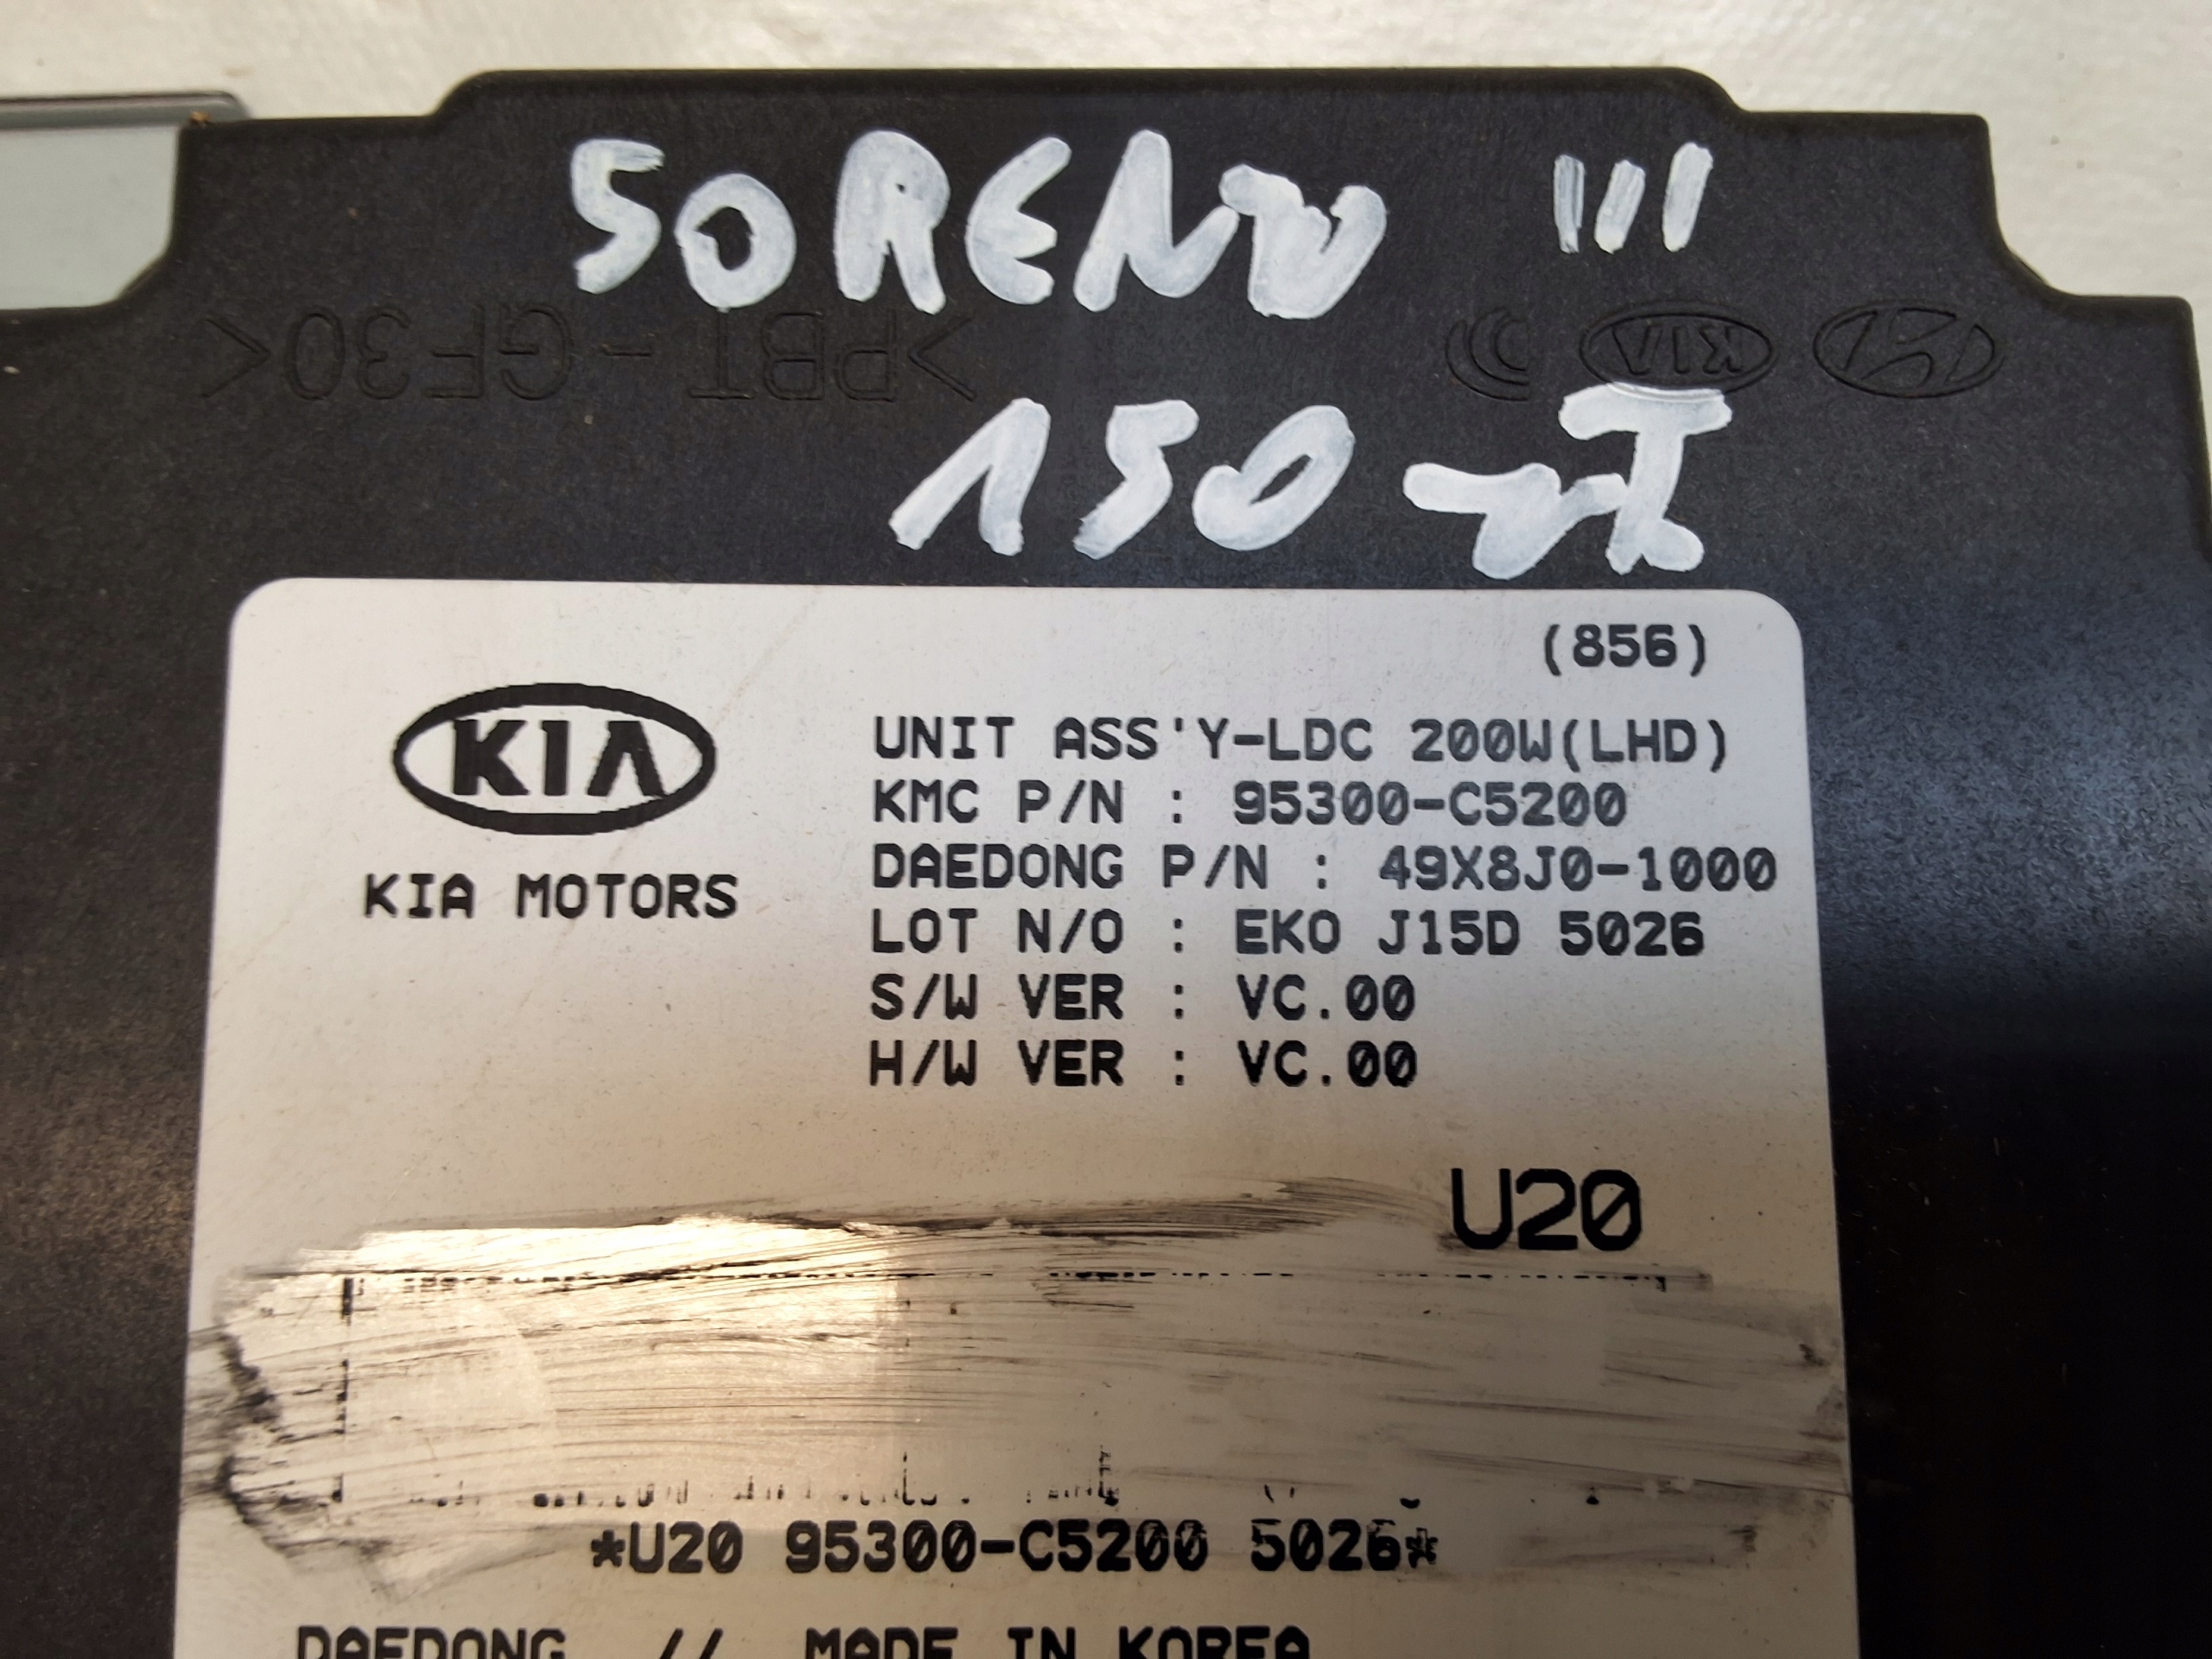 SORENTO III
>PBT-GF30<
KIA
150 zł
(856)
KIA
KIA MOTORS
UNIT ASS'Y-LDC 200W(LHD)
KMC P/N : 95300-C5200
DAEDONG P/N : 49X8J0-1000
LOT N/O : EKO J15D 5026
S/W VER : VC.00
H/W VER : VC.00
U20
*U20 95300-C5200 5026*
DAEDONG // MADE IN KOREA